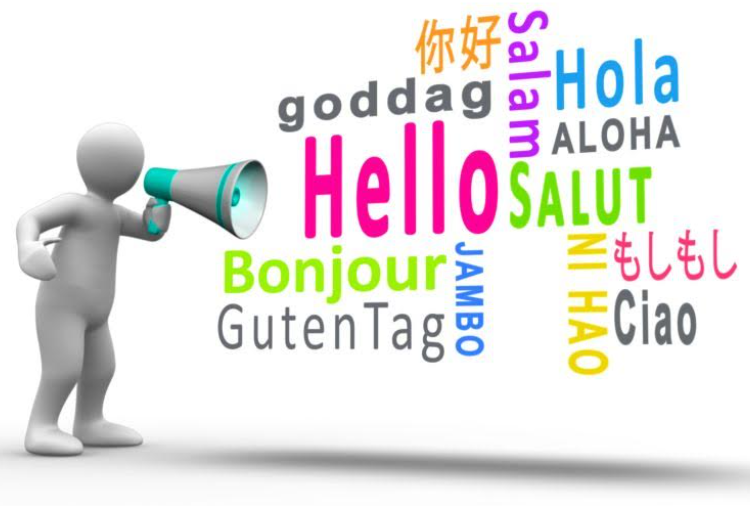 你好
Salam
Hola
goddag
ALOHA
Hello
SALUT
Bonjour
JAMBO
NI HAO
もしもし
GutenTag
Ciao